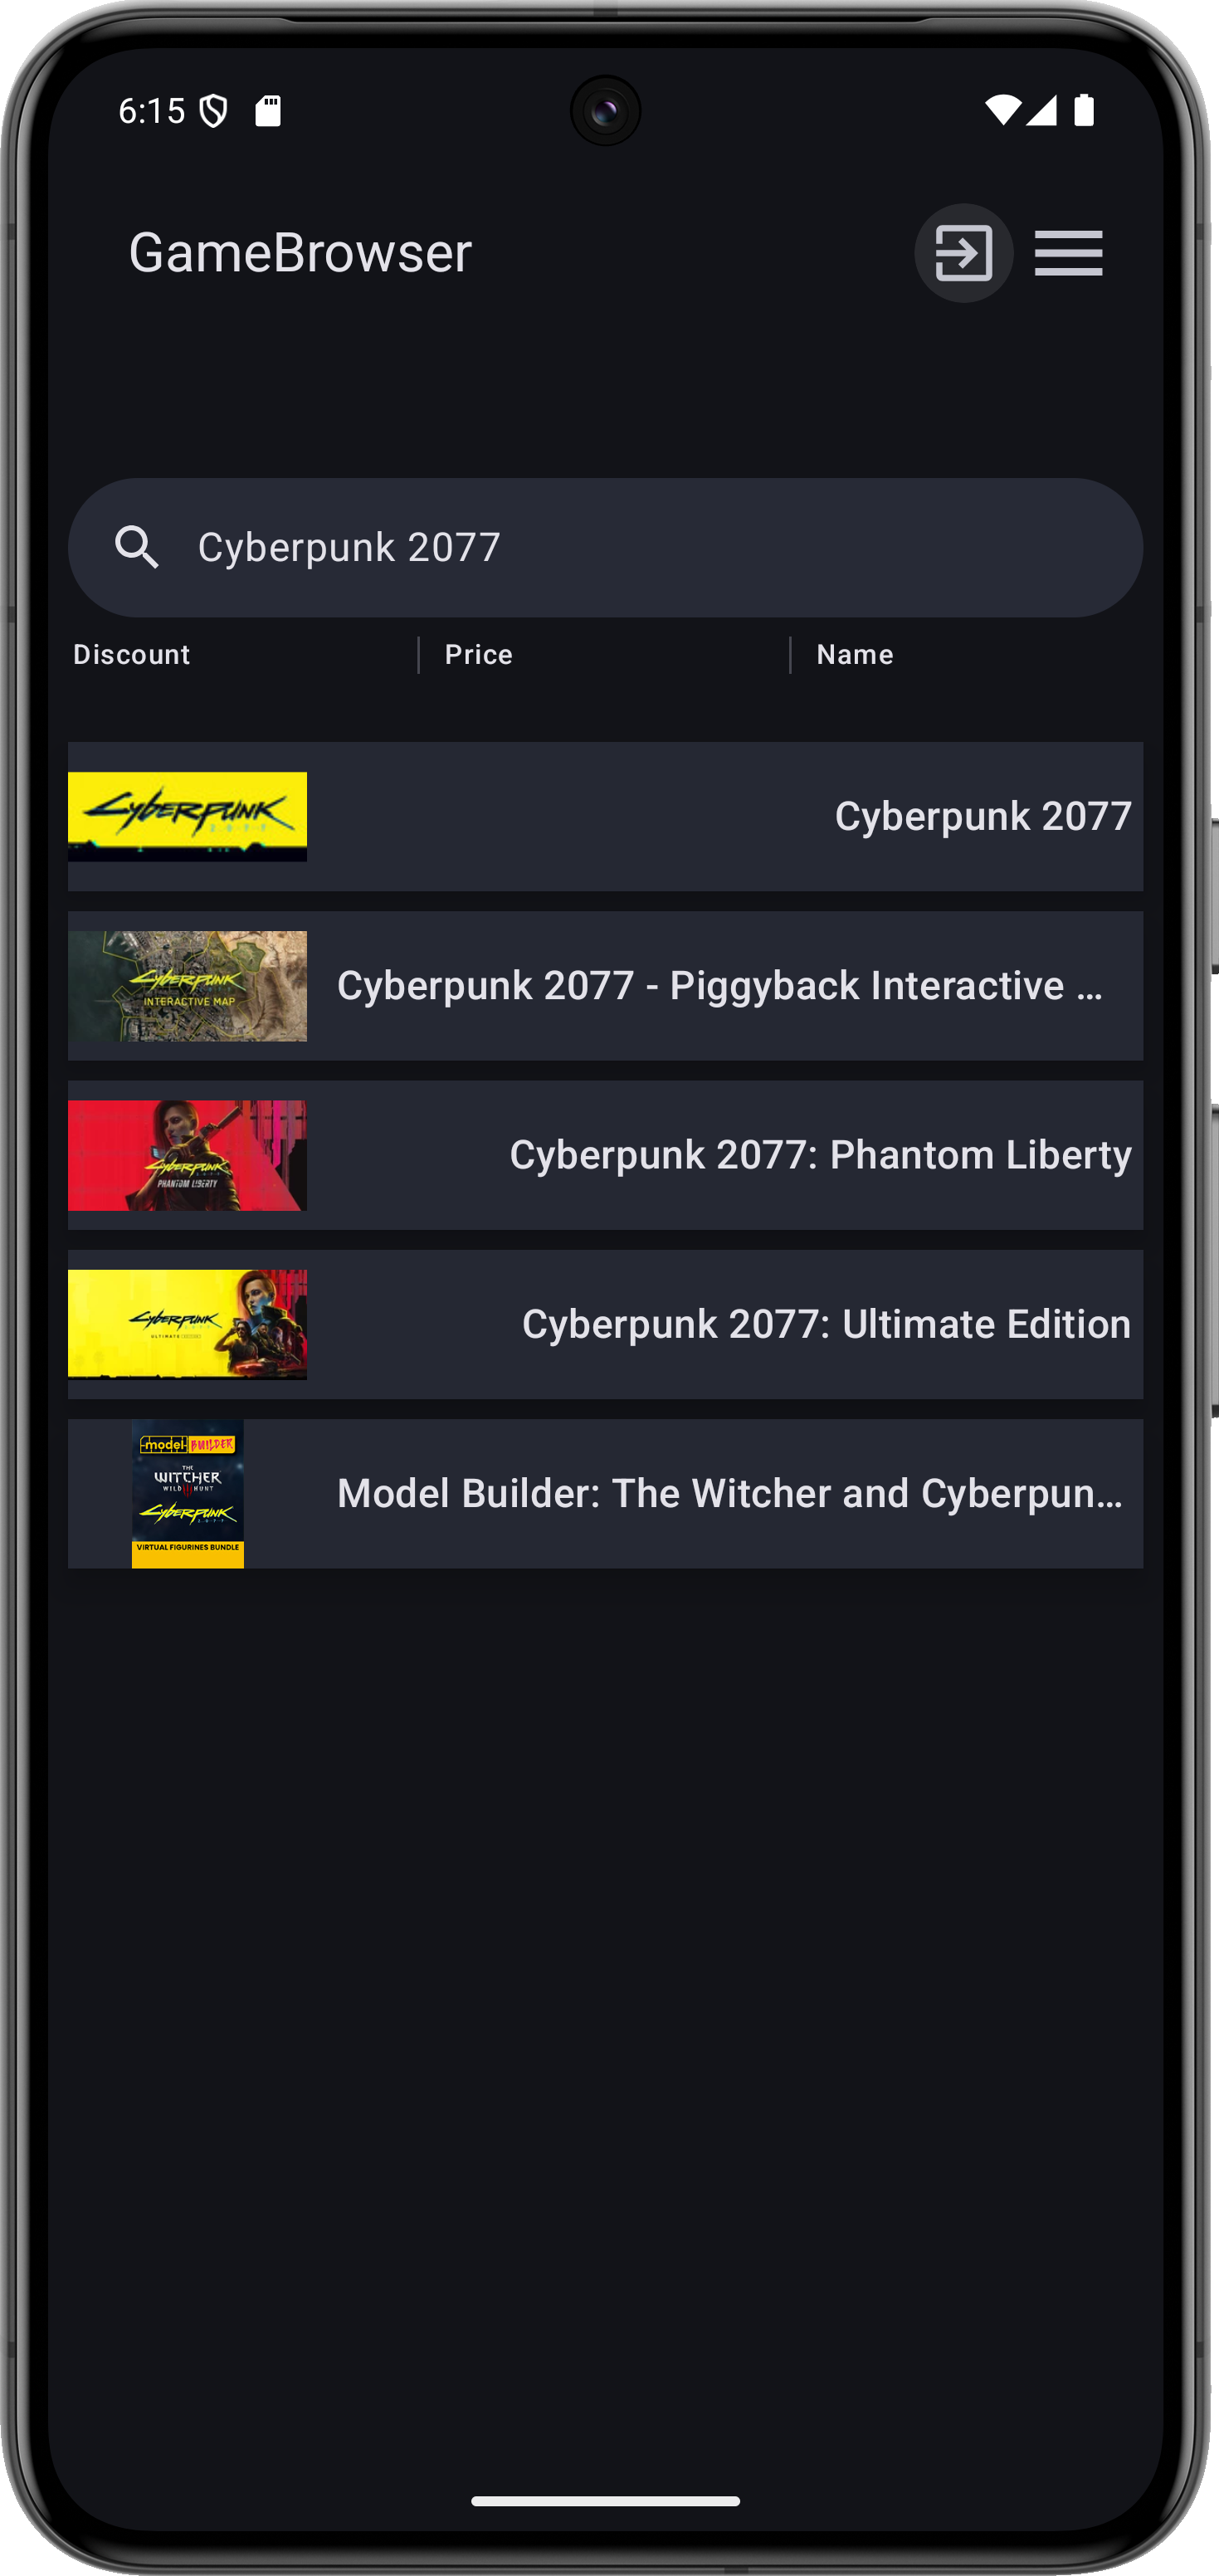 6:15
GameBrowser
Cyberpunk 2077
Discount
Price
Name
CYBERPUNK
2077
Cyberpunk 2077
CYBERPUNK
INTERACTIVE MAP
Cyberpunk 2077 - Piggyback Interactive ...
CYBERPUNK
PHANTOM LIBERTY
Cyberpunk 2077: Phantom Liberty
CYBERPUNK
ULTIMATE
Cyberpunk 2077: Ultimate Edition
model BUILDER
THE
WITCHER
WILD HUNT
CYBERPUNK
2077
VIRTUAL FIGURINES BUNDLE
Model Builder: The Witcher and Cyberpun...